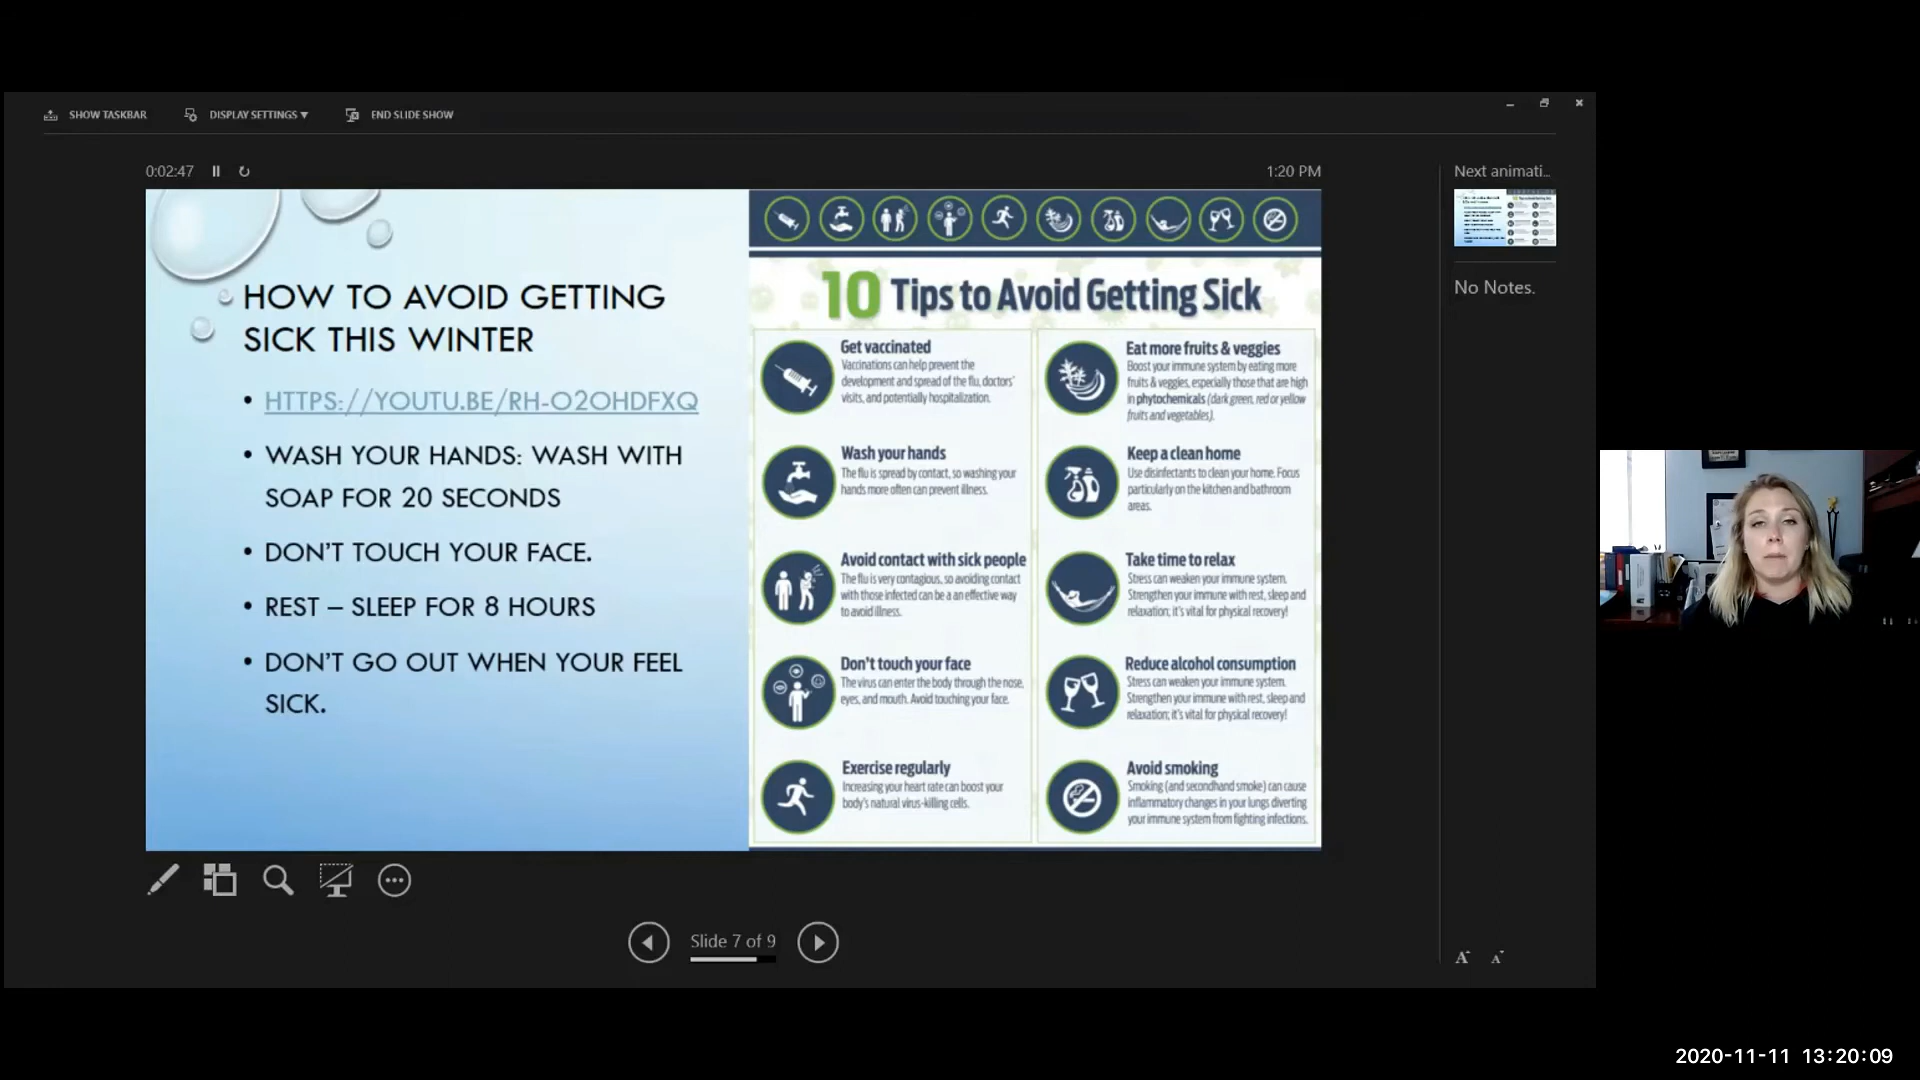 SHOW TASKBAR
DISPLAY SETTINGS ▼
END SLIDE SHOW
0:02:47
1:20 PM
HOW TO AVOID GETTING
SICK THIS WINTER
• HTTPS://YOUTU.BE/RH-O2OHDFXQ
• WASH YOUR HANDS: WASH WITH
SOAP FOR 20 SECONDS
• DON'T TOUCH YOUR FACE.
• REST – SLEEP FOR 8 HOURS
• DON'T GO OUT WHEN YOUR FEEL
SICK.
10 Tips to Avoid Getting Sick
Get vaccinated
Vaccinations can help prevent the
development and spread of the flu, doctors'
visits, and potentially hospitalization.
Wash your hands
The flu is spread by contact, so washing your
hands more often can prevent illness.
Avoid contact with sick people
The flu is very contagious, so avoiding contact
with those infected can be a an effective way
to avoid illness.
Don't touch your face
The virus can enter the body through the nose,
eyes, and mouth. Avoid touching your face.
Exercise regularly
Increasing your heart rate can boost your
body's natural virus-killing cells.
Eat more fruits & veggies
Boost your immune system by eating more
fruits & veggies, especially those that are high
in phytochemicals (dark green, red or yellow
fruits and vegetables).
Keep a clean home
Use disinfectants to clean your home. Focus
particularly on the kitchen and bathroom
areas.
Take time to relax
Stress can weaken your immune system.
Strengthen your immune with rest, sleep and
relaxation; it's vital for physical recovery!
Reduce alcohol consumption
Stress can weaken your immune system.
Strengthen your immune with rest, sleep and
relaxation; it's vital for physical recovery!
Avoid smoking
Smoking (and secondhand smoke) can cause
inflammatory changes in your lungs diverting
your immune system from fighting infections.
Next animati...
No Notes.
Slide 7 of 9
A A
2020-11-11 13:20:09